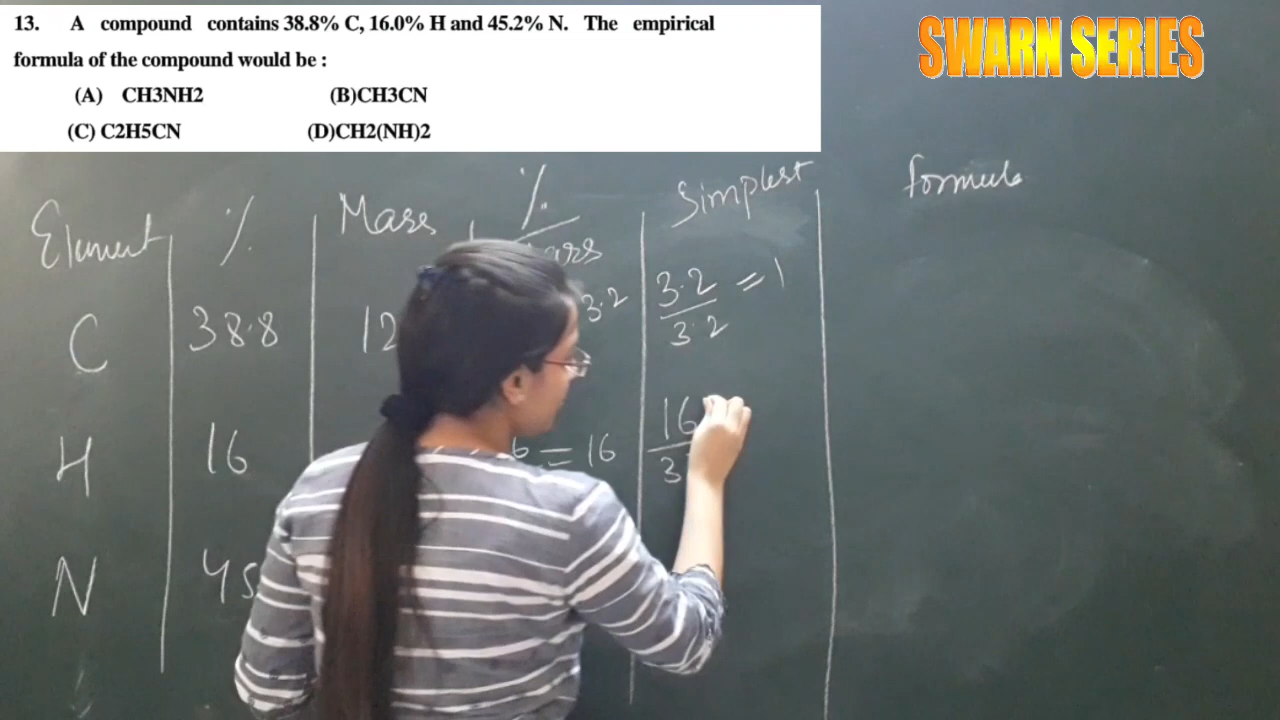 13. A compound contains 38.8% C, 16.0% H and 45.2% N. The empirical
formula of the compound would be :
(A) CH3NH2 (B)CH3CN
(C) C2H5CN (D)CH2(NH)2
SWARN SERIES
Element % Mass % Simplest formula
C 38.8 12 3.2 3.2/3.2 = 1
H 16 = 16 16
N